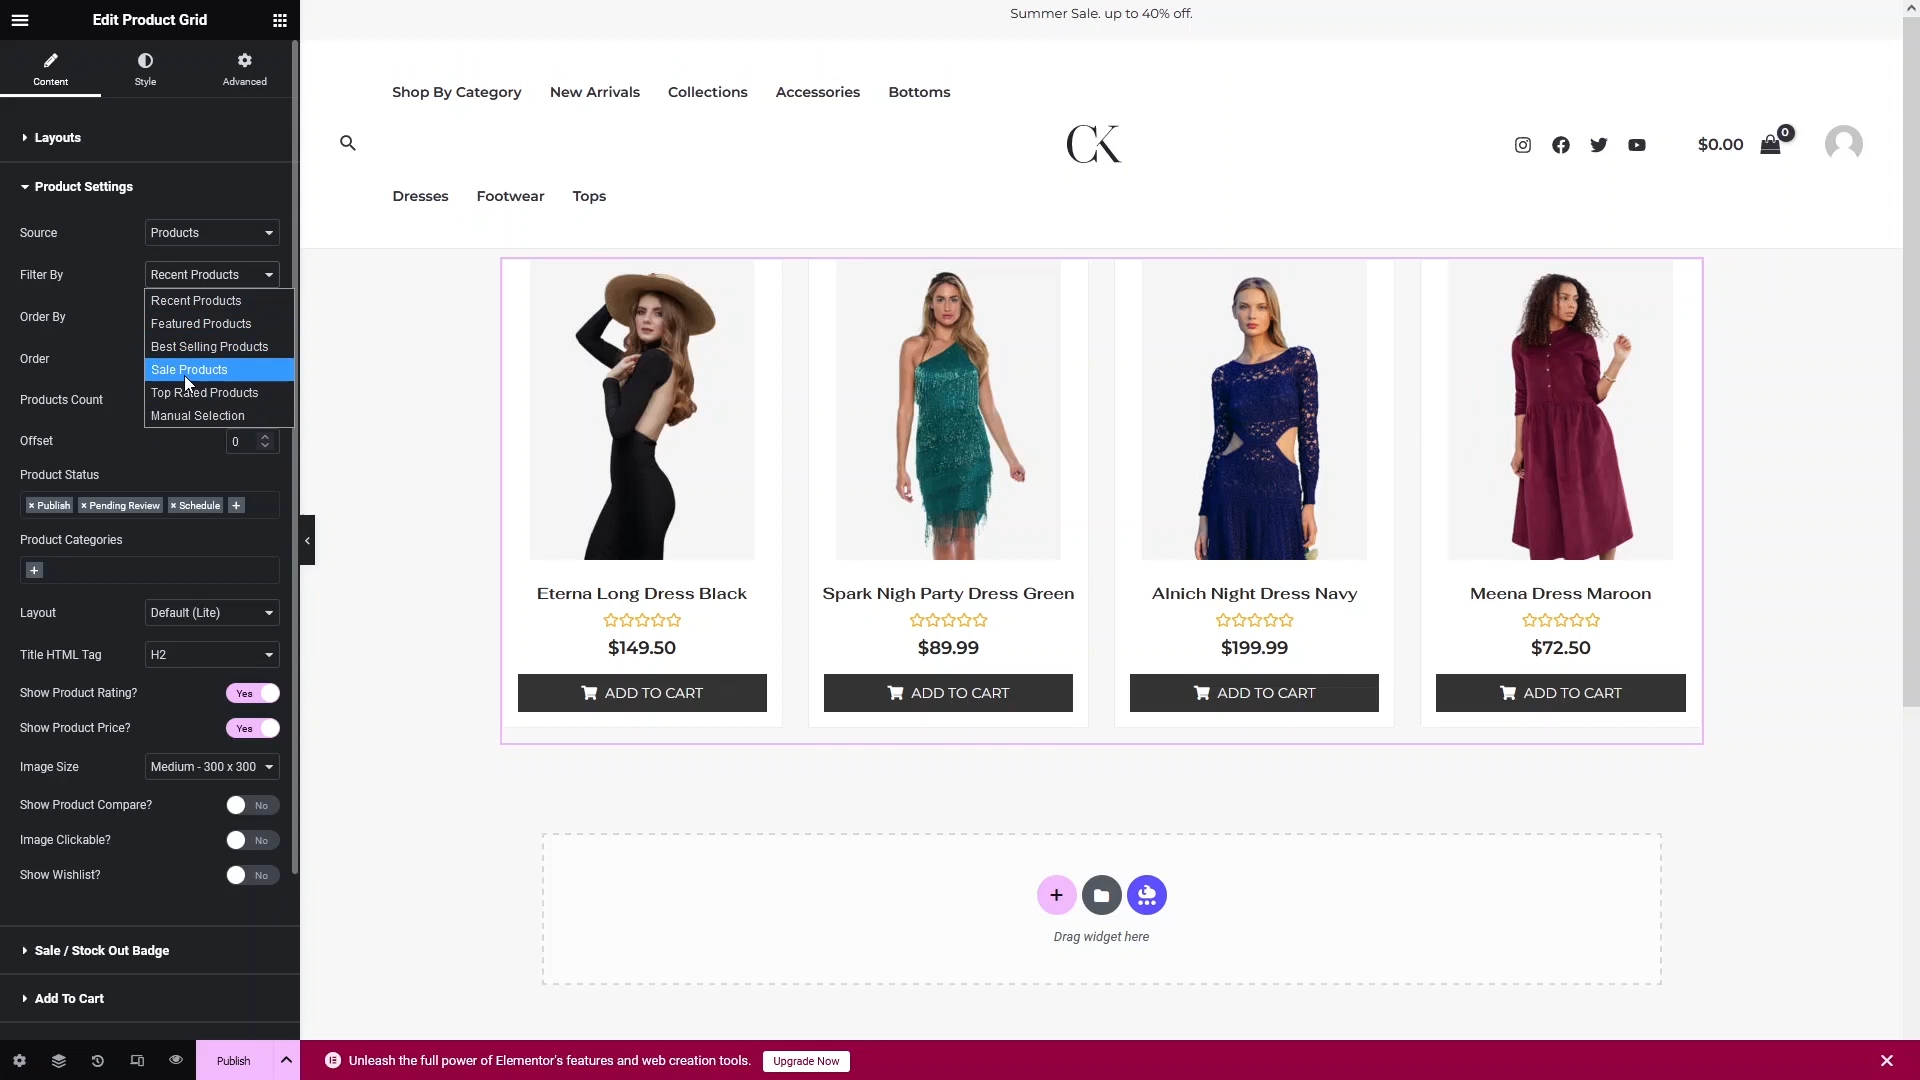 Edit Product Grid
Content
Style
Advanced
Layouts
Product Settings
Source
Products
Filter By
Recent Products
Recent Products
Featured Products
Best Selling Products
Sale Products
Top Rated Products
Manual Selection
Order By
Order
Products Count
Offset
0
Product Status
× Publish × Pending Review × Schedule +
Product Categories
+
Layout
Default (Lite)
Title HTML Tag
H2
Show Product Rating?
Yes
Show Product Price?
Yes
Image Size
Medium - 300 x 300
Show Product Compare?
No
Image Clickable?
No
Show Wishlist?
No
Sale / Stock Out Badge
Add To Cart
Publish
Summer Sale. up to 40% off.
Shop By Category New Arrivals Collections Accessories Bottoms
Dresses Footwear Tops
CK
$0.00
0
Eterna Long Dress Black
$149.50
ADD TO CART
Spark Nigh Party Dress Green
$89.99
ADD TO CART
Alnich Night Dress Navy
$199.99
ADD TO CART
Meena Dress Maroon
$72.50
ADD TO CART
Drag widget here
Unleash the full power of Elementor's features and web creation tools.
Upgrade Now